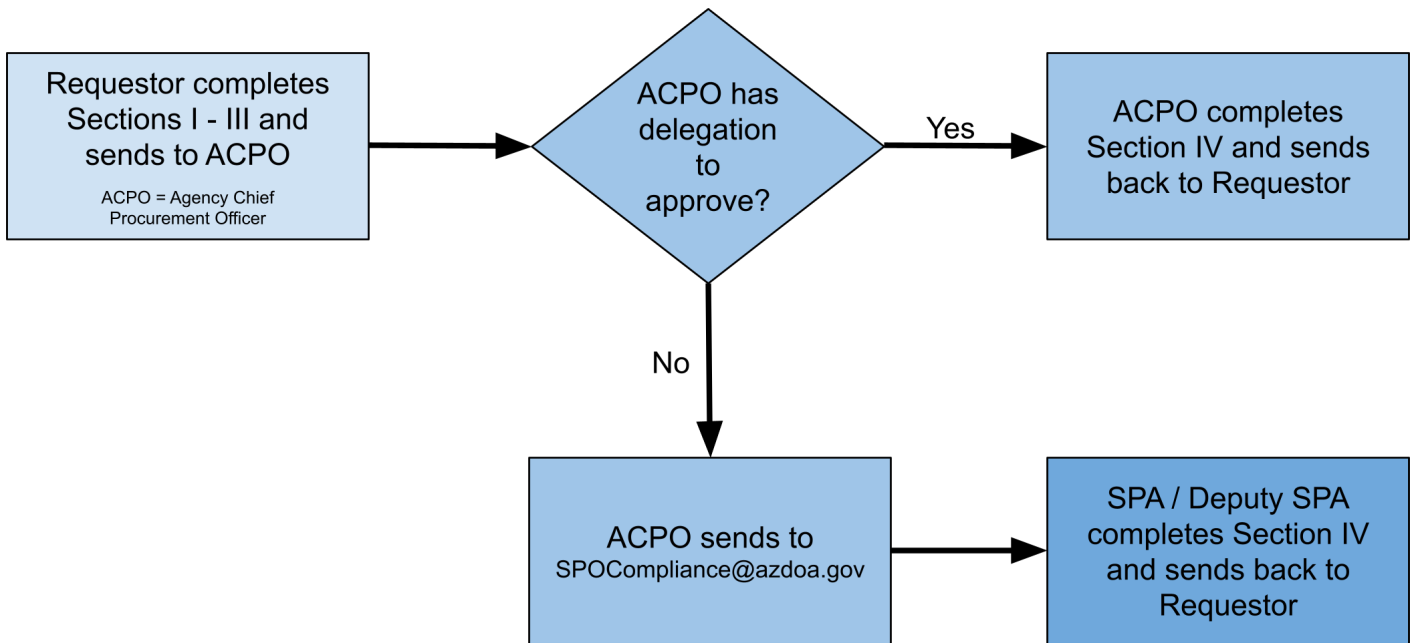 Requestor completes
Sections I - III and
sends to ACPO
ACPO = Agency Chief
Procurement Officer
ACPO has
delegation
to
approve?
Yes
ACPO completes
Section IV and sends
back to Requestor
No
ACPO sends to
SPOCompliance@azdoa.gov
SPA / Deputy SPA
completes Section IV
and sends back to
Requestor